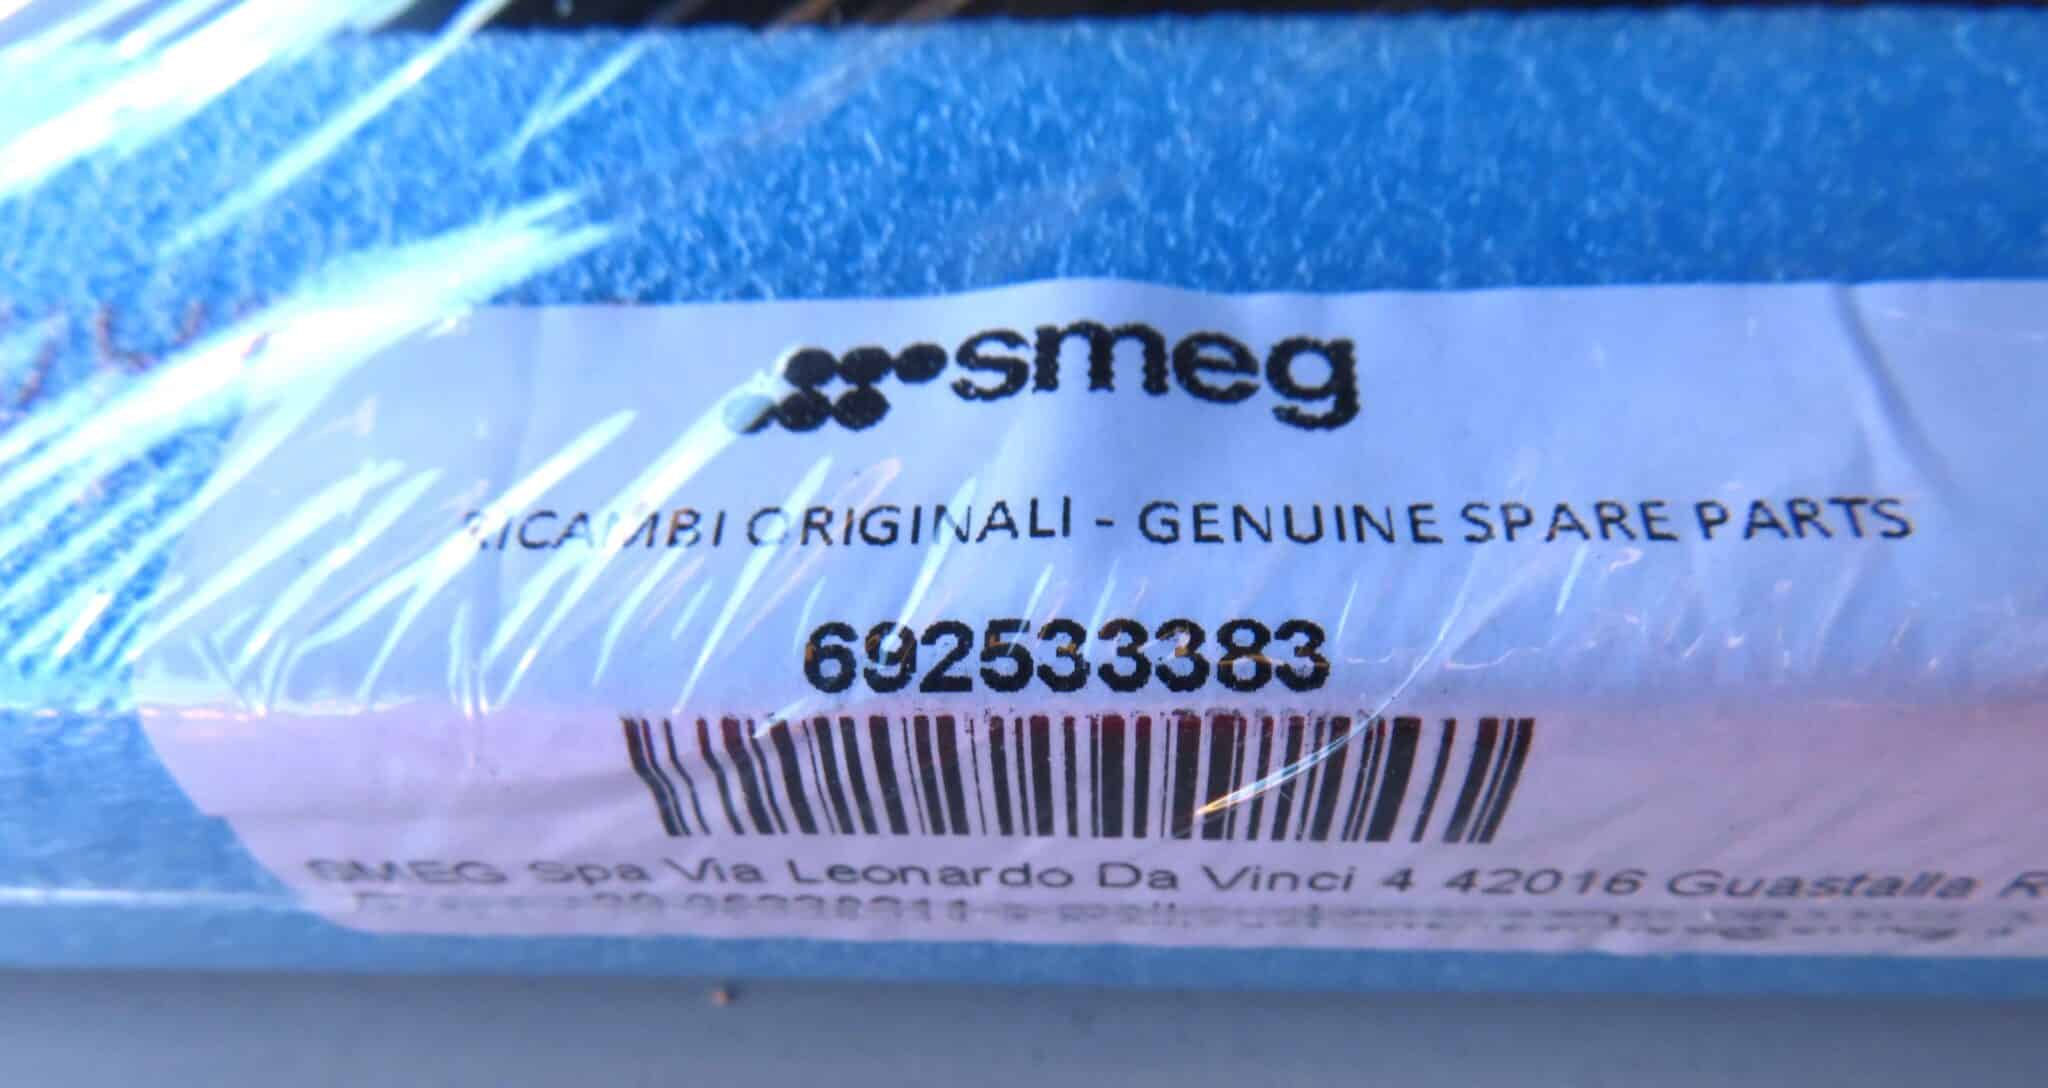 smeg
RICAMBI ORIGINALI - GENUINE SPARE PARTS
692533383
SMEG Spa Via Leonardo Da Vinci 4 42016 Guastalla R